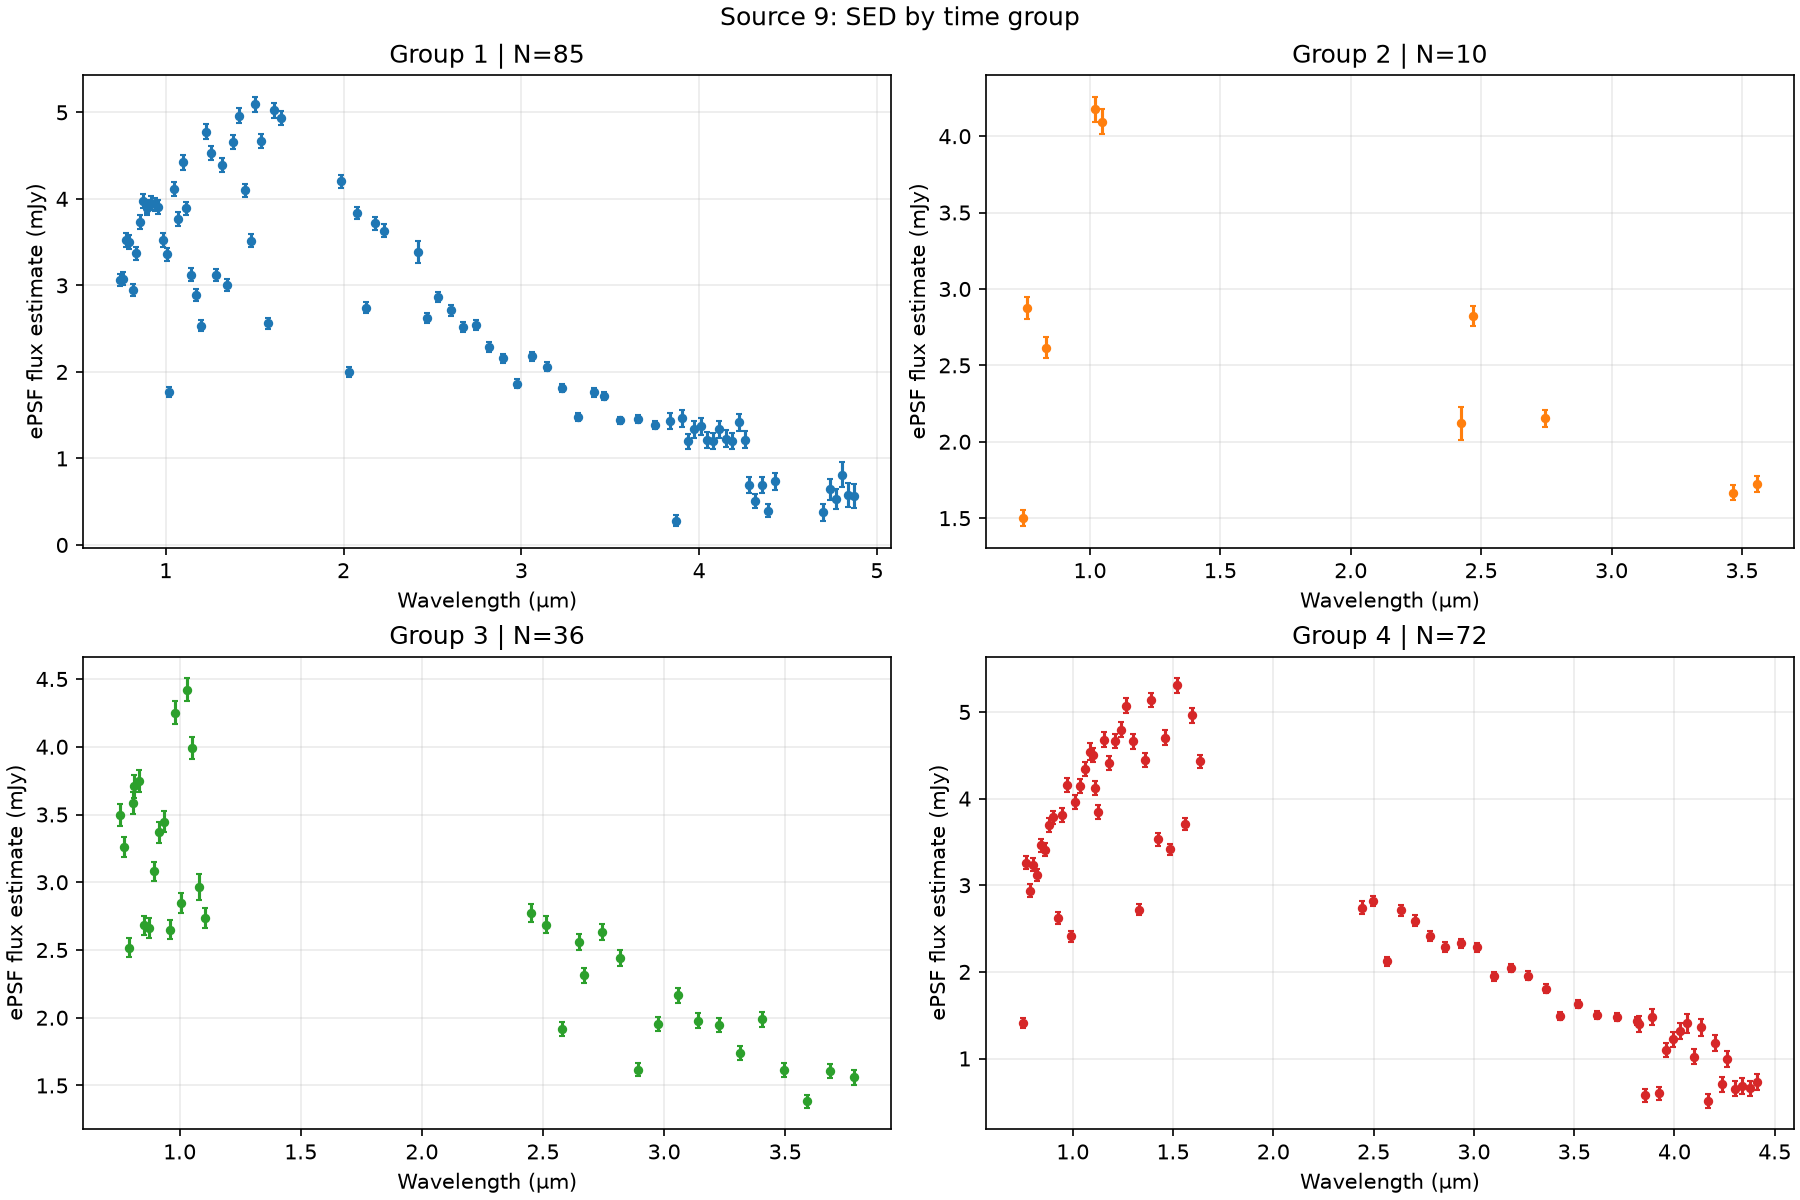 Source 9: SED by time group
Group 1 | N=85
ePSF flux estimate (mJy)
5
4
3
2
1
0
1 2 3 4 5
Wavelength (μm)
Group 2 | N=10
ePSF flux estimate (mJy)
4.0
3.5
3.0
2.5
2.0
1.5
1.0 1.5 2.0 2.5 3.0 3.5
Wavelength (μm)
Group 3 | N=36
ePSF flux estimate (mJy)
4.5
4.0
3.5
3.0
2.5
2.0
1.5
1.0 1.5 2.0 2.5 3.0 3.5
Wavelength (μm)
Group 4 | N=72
ePSF flux estimate (mJy)
5
4
3
2
1
1.0 1.5 2.0 2.5 3.0 3.5 4.0 4.5
Wavelength (μm)